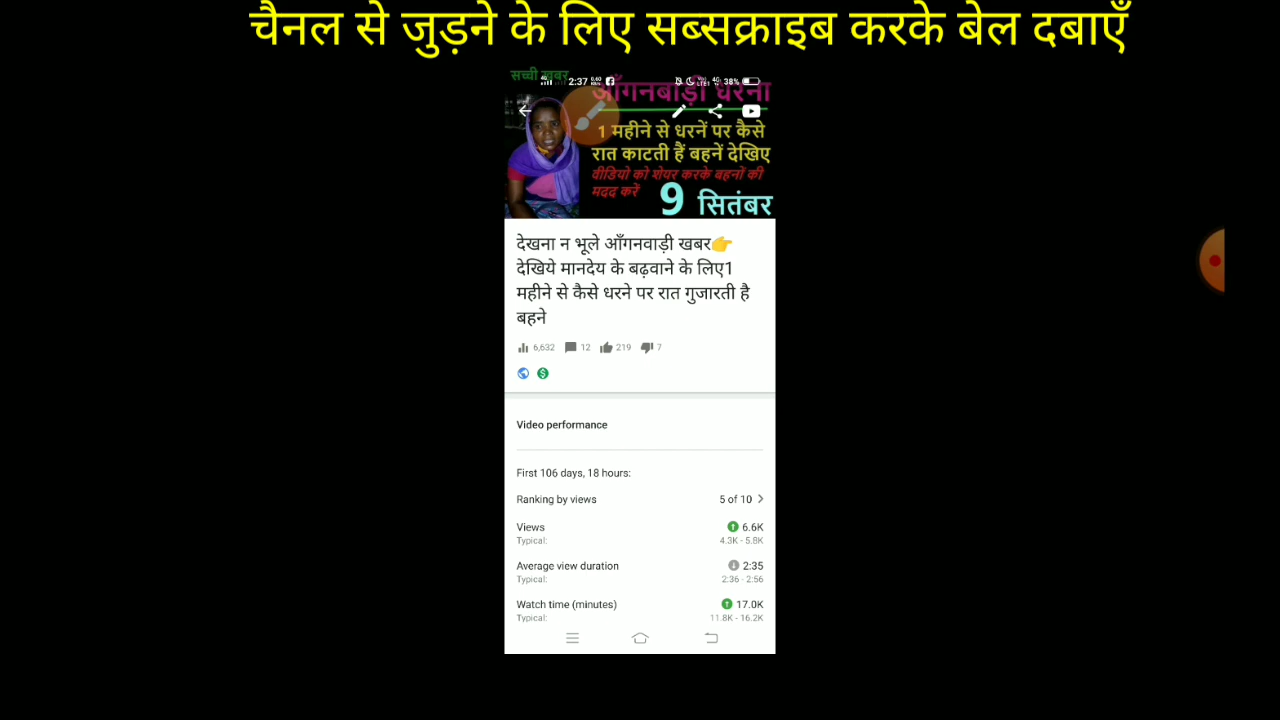 चैनल से जुड़ने के लिए सब्सक्राइब करके बेल दबाएँ
सच्ची खबर
2:37
38%
आँगनबाड़ी धरना
1 महीने से धरनें पर कैसे
रात काटती हैं बहनें देखिए
वीडियो को शेयर करके बहनों की
मदद करें
9 सितंबर
देखना न भूले आँगनवाड़ी खबर👉
देखिये मानदेय के बढ़वाने के लिए1
महीने से कैसे धरने पर रात गुजारती है
बहने
6,632 12 219 7
Video performance
First 106 days, 18 hours:
Ranking by views 5 of 10
Views 6.6K
Typical: 4.3K - 5.8K
Average view duration 2:35
Typical: 2:36 - 2:56
Watch time (minutes) 17.0K
Typical: 11.8K - 16.2K